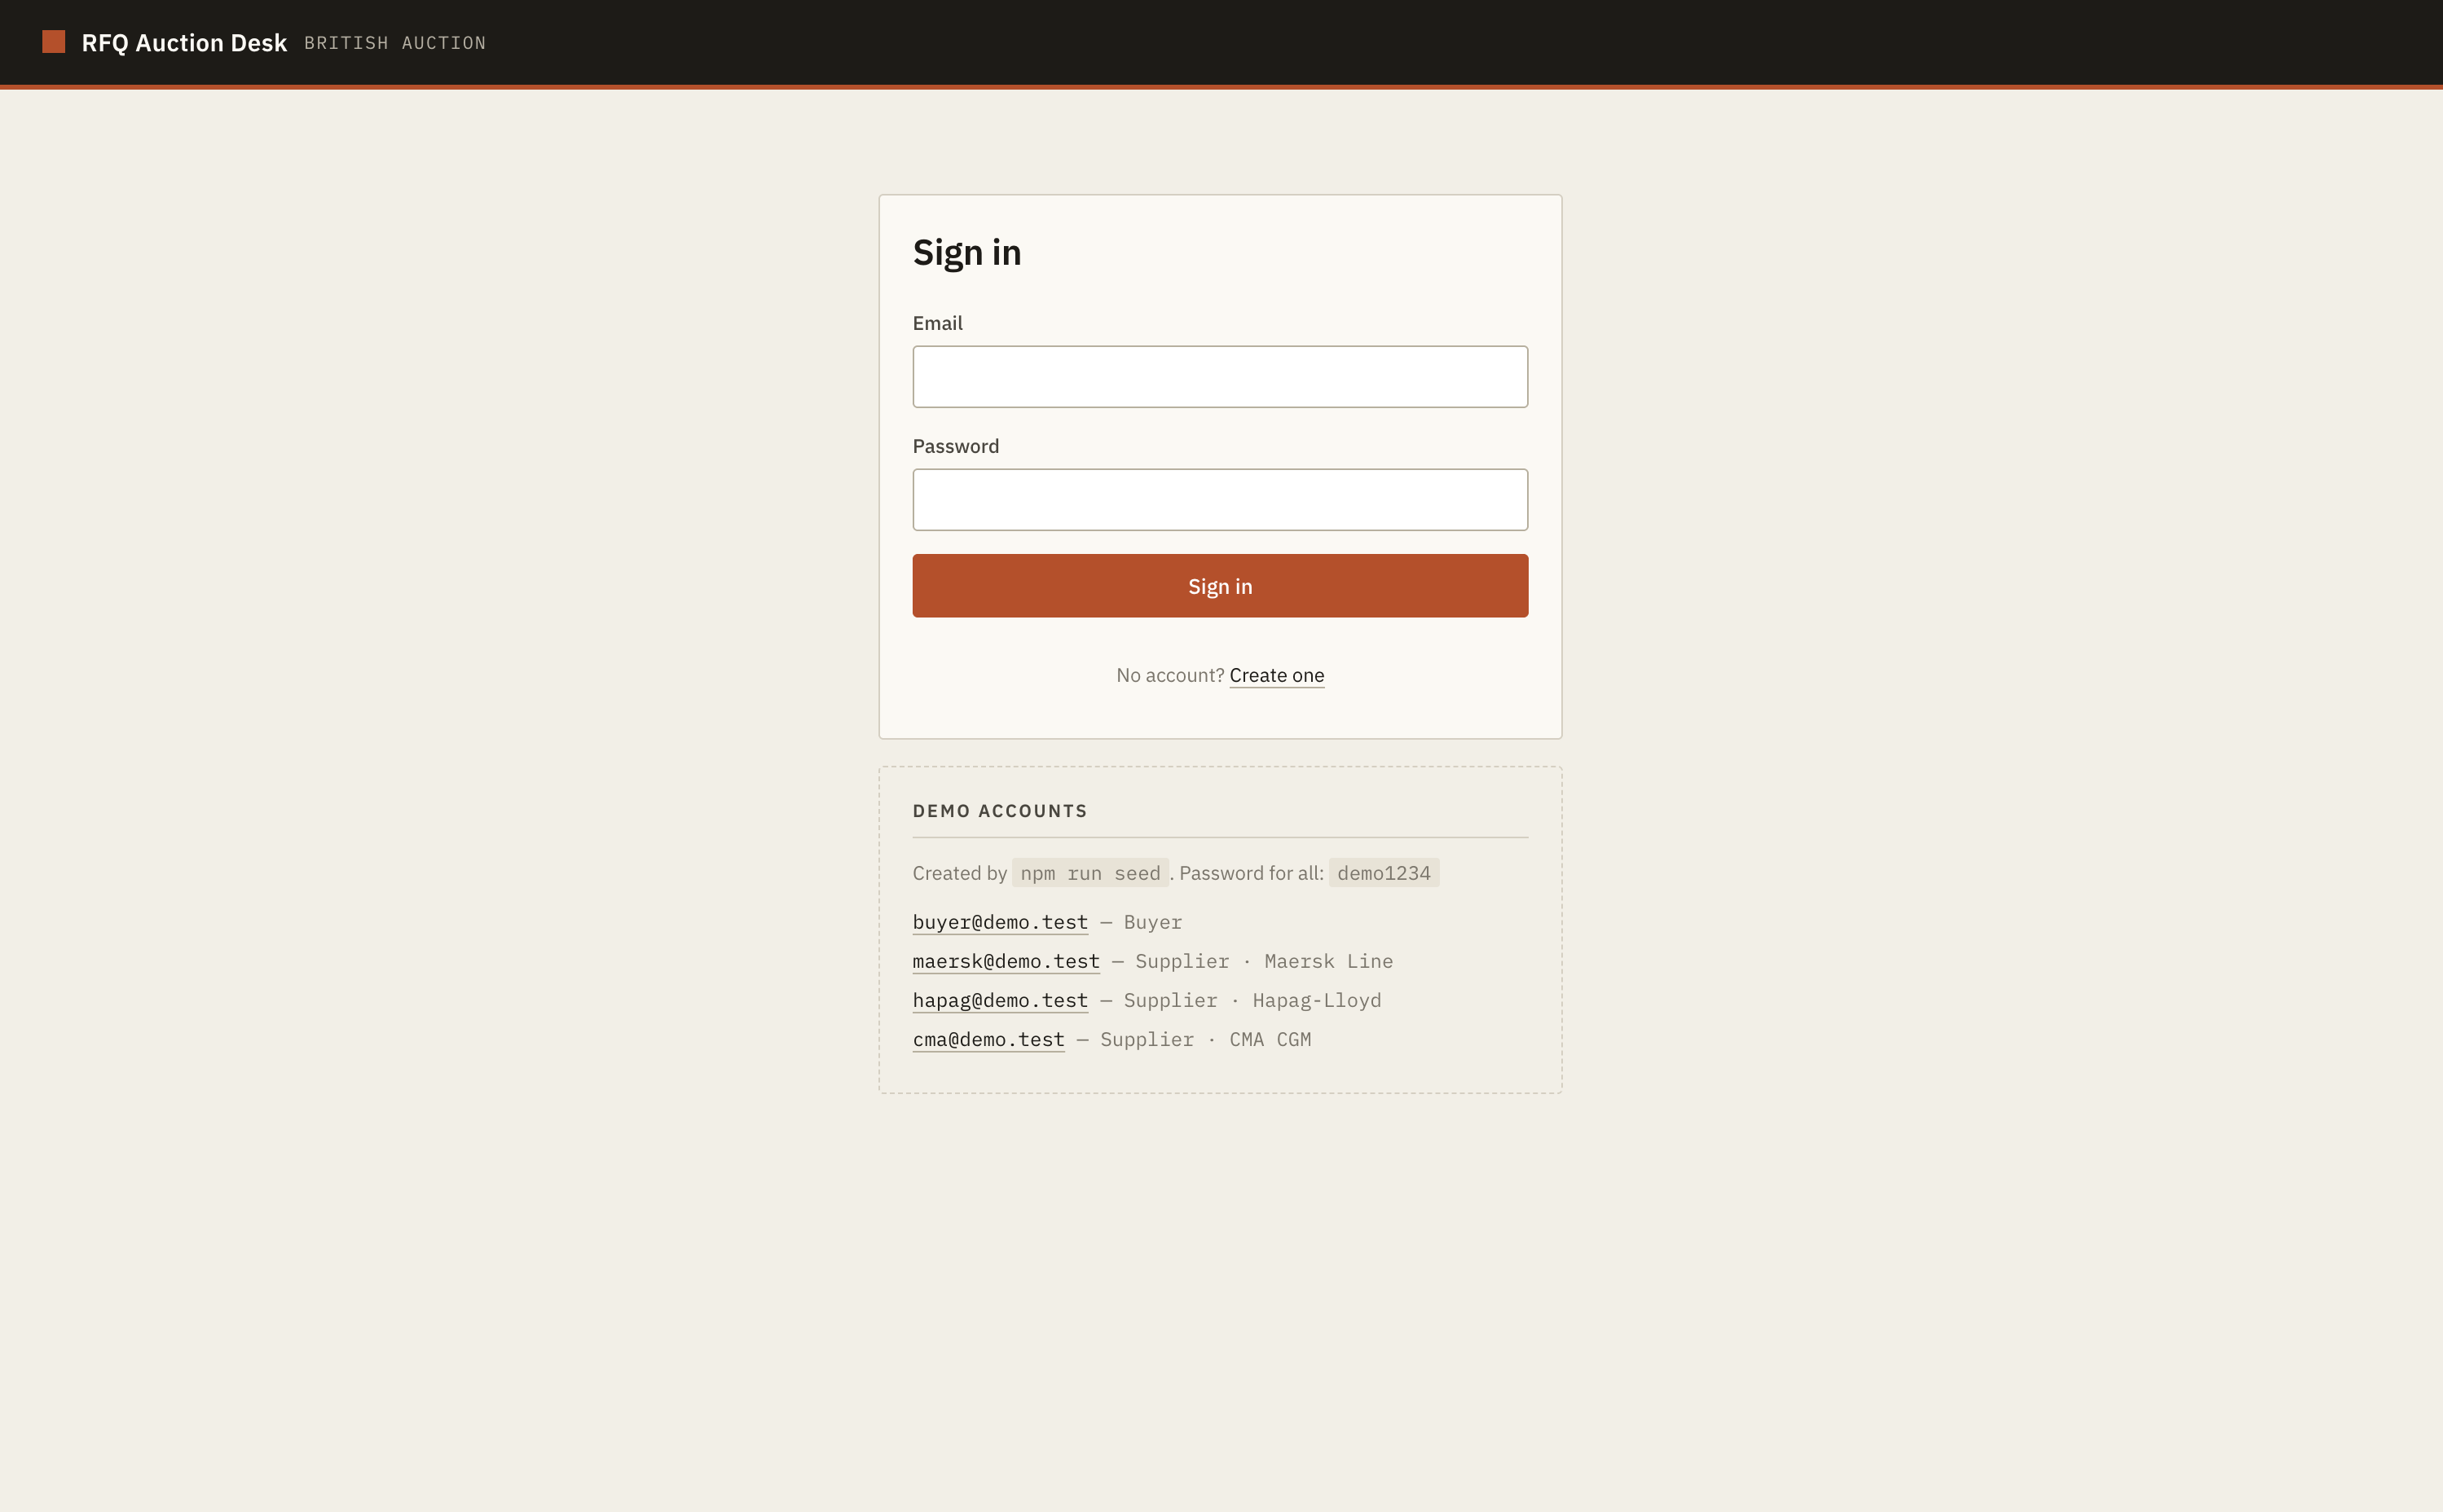 RFQ Auction Desk BRITISH AUCTION
Sign in
Email
Password
Sign in
No account? Create one
DEMO ACCOUNTS
Created by npm run seed. Password for all: demo1234
buyer@demo.test — Buyer
maersk@demo.test — Supplier · Maersk Line
hapag@demo.test — Supplier · Hapag-Lloyd
cma@demo.test — Supplier · CMA CGM